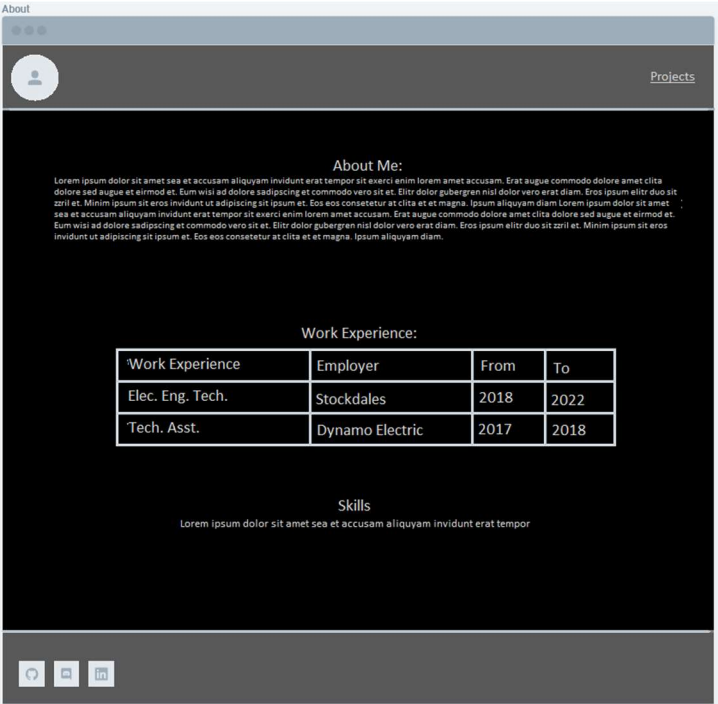 About
Projects
About Me:
Lorem ipsum dolor sit amet sea et accusam aliquyam invidunt erat tempor sit exerci enim lorem amet accusam. Erat augue commodo dolore amet clita
dolore sed augue et eirmod et. Eum wisi ad dolore sadipscing et commodo vero sit et. Elitr dolor gubergren nisl dolor vero erat diam. Eros ipsum elitr duo sit
zzril et. Minim ipsum sit eros invidunt ut adipiscing sit ipsum et. Eos eos consetetur at clita et et magna. Ipsum aliquyam diam Lorem ipsum dolor sit amet
sea et accusam aliquyam invidunt erat tempor sit exerci enim lorem amet accusam. Erat augue commodo dolore amet clita dolore sed augue et eirmod et.
Eum wisi ad dolore sadipscing et commodo vero sit et. Elitr dolor gubergren nisl dolor vero erat diam. Eros ipsum elitr duo sit zzril et. Minim ipsum sit eros
invidunt ut adipiscing sit ipsum et. Eos eos consetetur at clita et et magna. Ipsum aliquyam diam.
Work Experience:
Work Experience Employer From To
Elec. Eng. Tech. Stockdales 2018 2022
Tech. Asst. Dynamo Electric 2017 2018
Skills
Lorem ipsum dolor sit amet sea et accusam aliquyam invidunt erat tempor
in